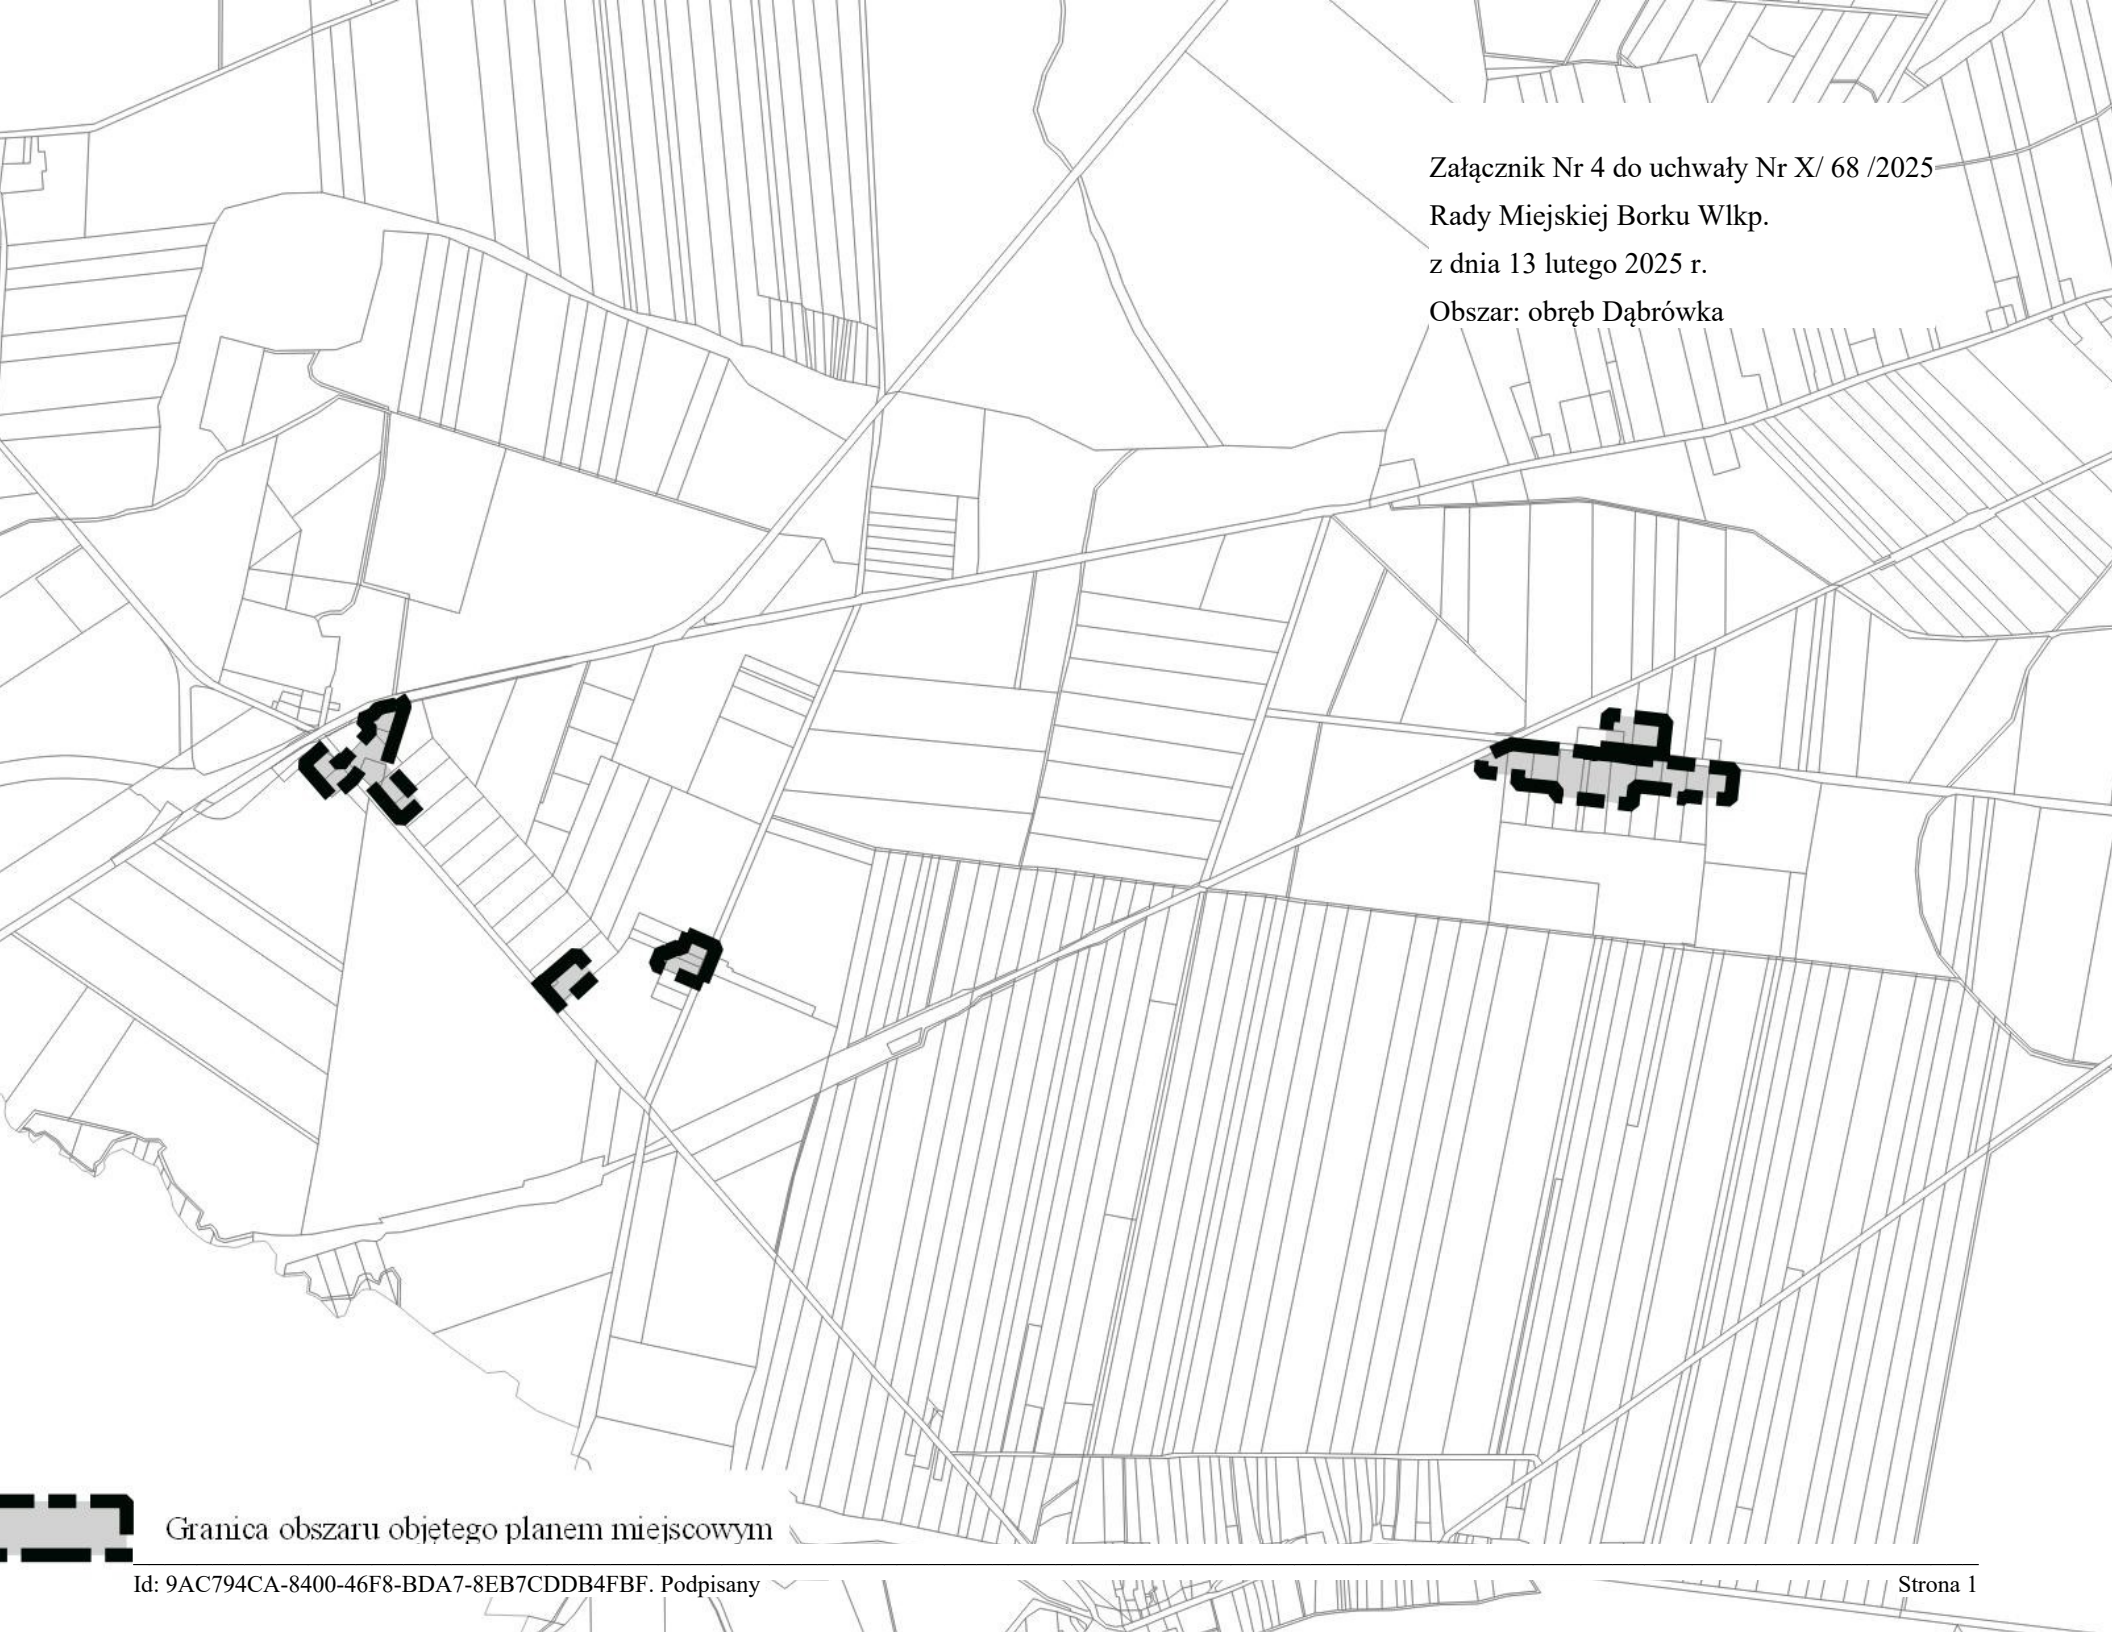 Załącznik Nr 4 do uchwały Nr X/ 68 /2025
Rady Miejskiej Borku Wlkp.
z dnia 13 lutego 2025 r.
Obszar: obręb Dąbrówka
Granica obszaru objętego planem miejscowym
Id: 9AC794CA-8400-46F8-BDA7-8EB7CDDB4FBF. Podpisany
Strona 1